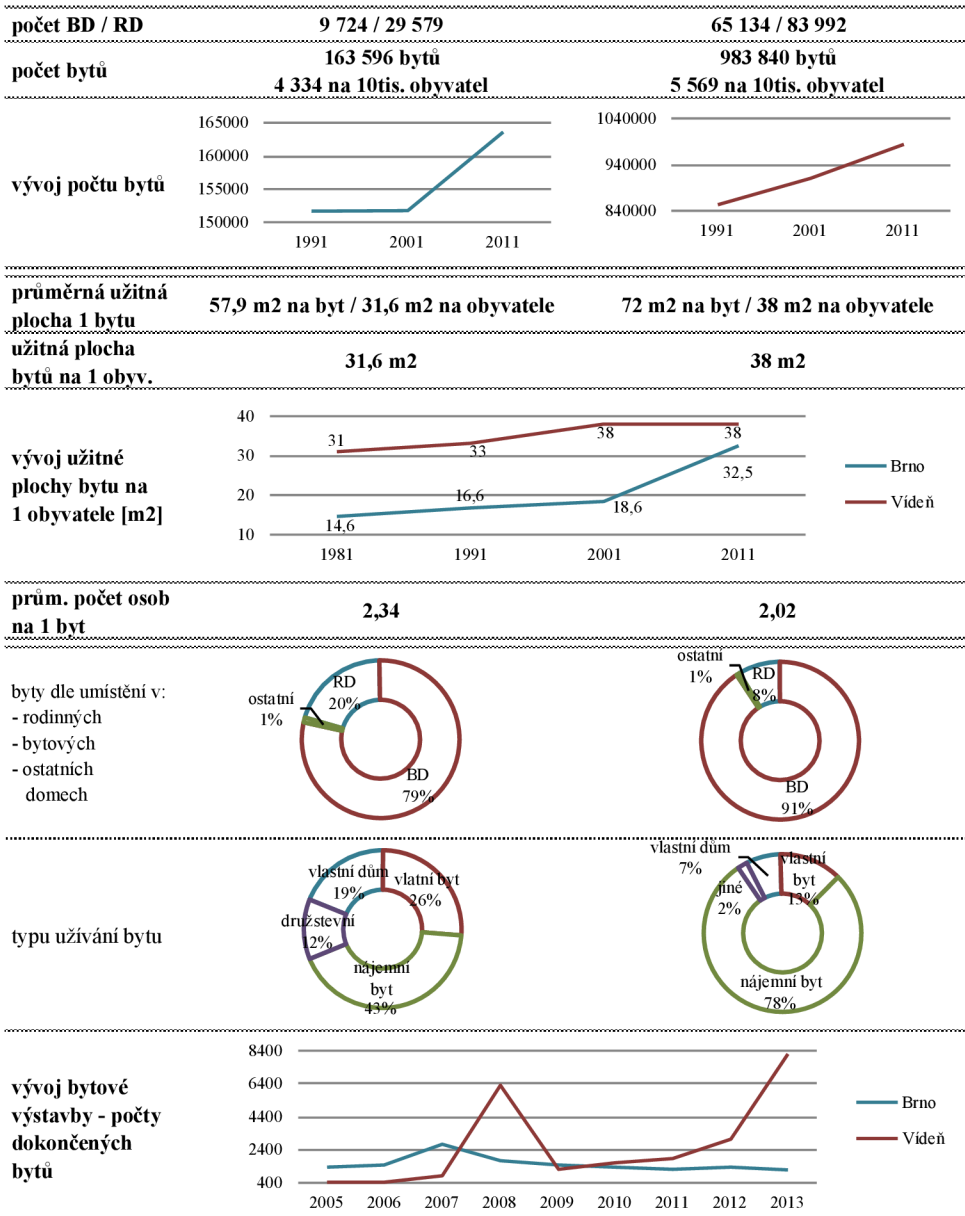 počet BD / RD 9 724 / 29 579 65 134 / 83 992
počet bytů 163 596 bytů 983 840 bytů
4 334 na 10tis. obyvatel 5 569 na 10tis. obyvatel
vývoj počtu bytů
165000
160000
155000
150000
1991 2001 2011
1040000
940000
840000
1991 2001 2011
průměrná užitná
plocha 1 bytu
57,9 m2 na byt / 31,6 m2 na obyvatele 72 m2 na byt / 38 m2 na obyvatele
užitná plocha
bytů na 1 obyv.
31,6 m2 38 m2
vývoj užitné
plochy bytu na
1 obyvatele [m2]
40
30
20
10
31 33 38 38
14,6 16,6 18,6 32,5
1981 1991 2001 2011
Brno
Vídeň
prům. počet osob
na 1 byt
2,34 2,02
byty dle umístění v:
- rodinných
- bytových
- ostatních
domech
RD
20%
ostatní
1%
BD
79%
ostatní
1%
RD
8%
BD
91%
typu užívání bytu
vlastní dům
19%
vlatní byt
26%
družstevní
12%
nájemní
byt
43%
vlastní dům
7%
vlastní
byt
13%
jiné
2%
nájemní byt
78%
vývoj bytové
výstavby - počty
dokončených
bytů
8400
6400
4400
2400
400
2005 2006 2007 2008 2009 2010 2011 2012 2013
Brno
Vídeň